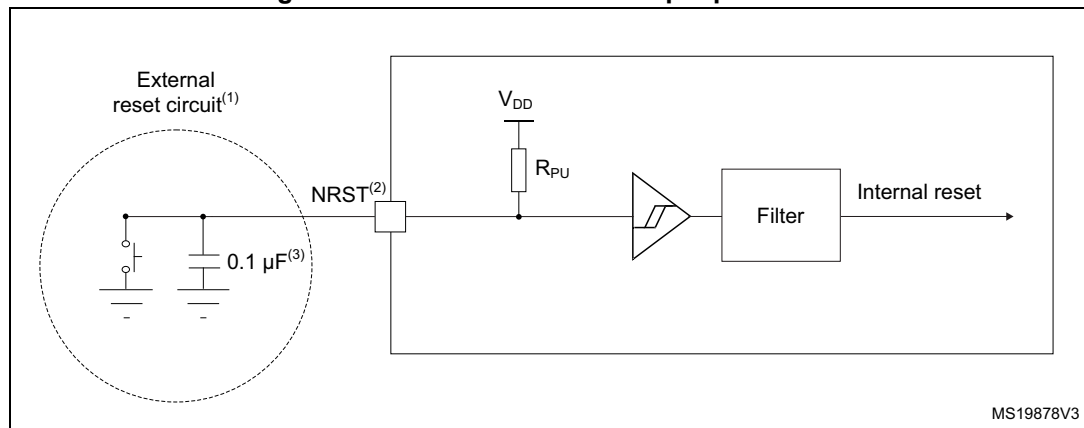 External
reset circuit(1)
VDD
RPU
NRST(2)
Filter
Internal reset
0.1 µF(3)
MS19878V3